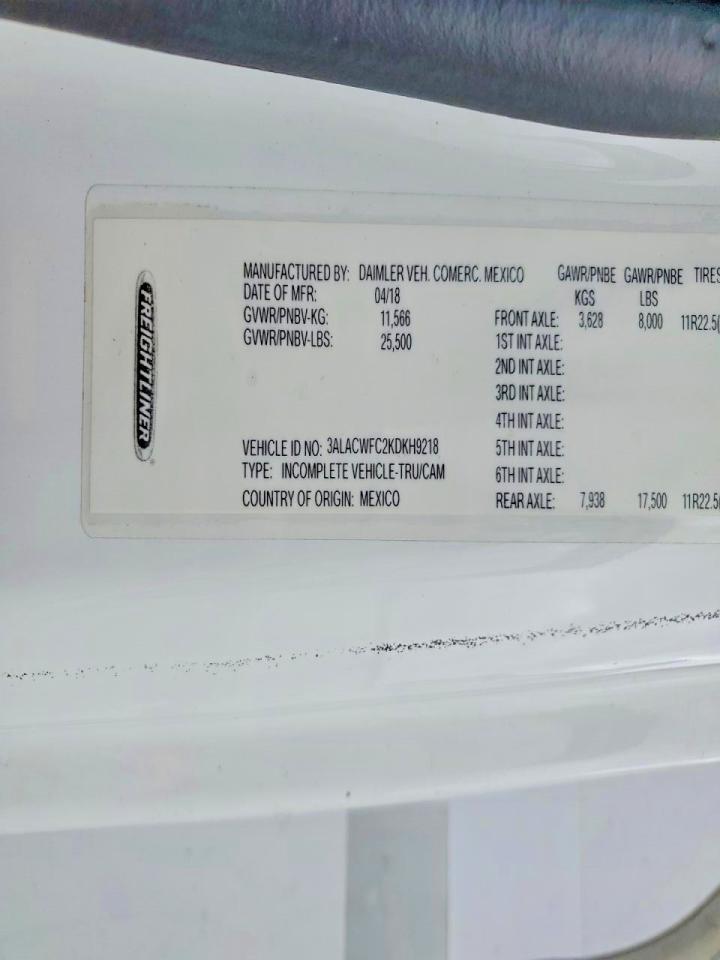 FREIGHTLINER
MANUFACTURED BY: DAIMLER VEH. COMERC. MEXICO GAWR/PNBE GAWR/PNBE TIRES
DATE OF MFR: 04/18 KGS LBS
GVWR/PNBV-KG: 11,566 FRONT AXLE: 3,628 8,000 11R22.5(
GVWR/PNBV-LBS: 25,500 1ST INT AXLE:
2ND INT AXLE:
3RD INT AXLE:
4TH INT AXLE:
VEHICLE ID NO: 3ALACWFC2KDKH9218 5TH INT AXLE:
TYPE: INCOMPLETE VEHICLE-TRU/CAM 6TH INT AXLE:
COUNTRY OF ORIGIN: MEXICO REAR AXLE: 7,938 17,500 11R22.5(